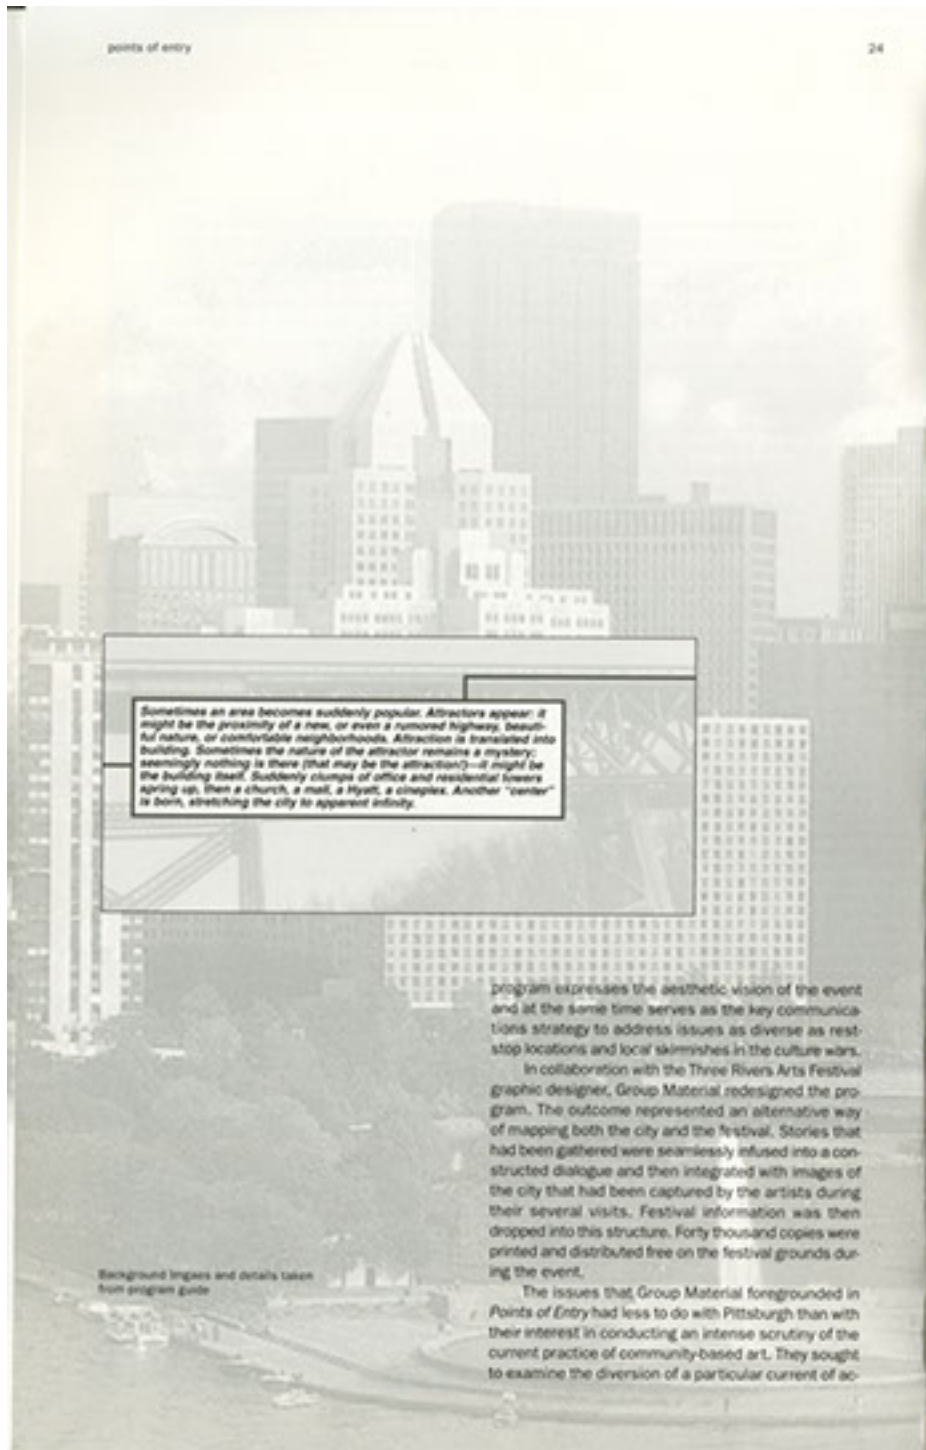 points of entry
24
Sometimes an area becomes suddenly popular. Attractors appear: it
might be the proximity of a new, or even a rumored highway, beauti-
ful nature, or comfortable neighborhoods. Attraction is translated into
building. Sometimes the nature of the attractor remains a mystery;
seemingly nothing is there (that may be the attraction!)—it might be
the building itself. Suddenly clumps of office and residential towers
spring up, then a church, a mall, a Hyatt, a cineplex. Another "center"
is born, stretching the city to apparent infinity.
program expresses the aesthetic vision of the event
and at the same time serves as the key communica-
tions strategy to address issues as diverse as rest-
stop locations and local skirmishes in the culture wars.
In collaboration with the Three Rivers Arts Festival
graphic designer, Group Material redesigned the pro-
gram. The outcome represented an alternative way
of mapping both the city and the festival. Stories that
had been gathered were seamlessly infused into a con-
structed dialogue and then integrated with images of
the city that had been captured by the artists during
their several visits. Festival information was then
dropped into this structure. Forty thousand copies were
printed and distributed free on the festival grounds dur-
ing the event.
The issues that Group Material foregrounded in
Points of Entry had less to do with Pittsburgh than with
their interest in conducting an intense scrutiny of the
current practice of community-based art. They sought
to examine the diversion of a particular current of ac-
Background Imgaes and details taken
from program guide